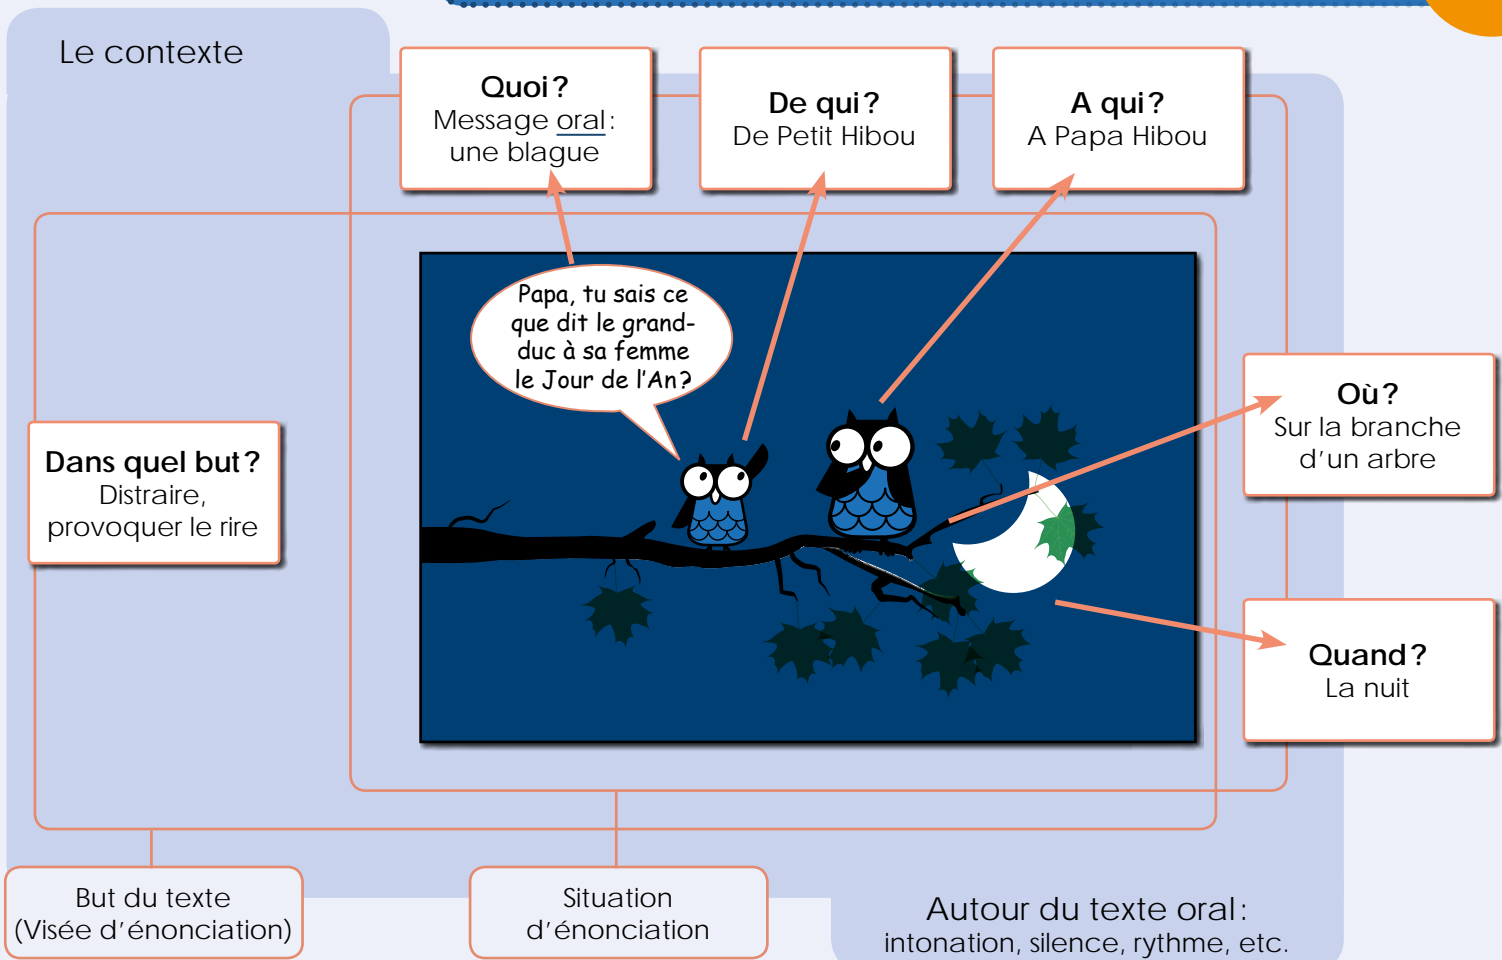 Le contexte
Quoi ?
Message oral :
une blague
De qui ?
De Petit Hibou
A qui ?
A Papa Hibou
Papa, tu sais ce
que dit le grand-
duc à sa femme
le Jour de l'An?
Où ?
Sur la branche
d'un arbre
Dans quel but ?
Distraire,
provoquer le rire
Quand ?
La nuit
But du texte
(Visée d'énonciation)
Situation
d'énonciation
Autour du texte oral :
intonation, silence, rythme, etc.